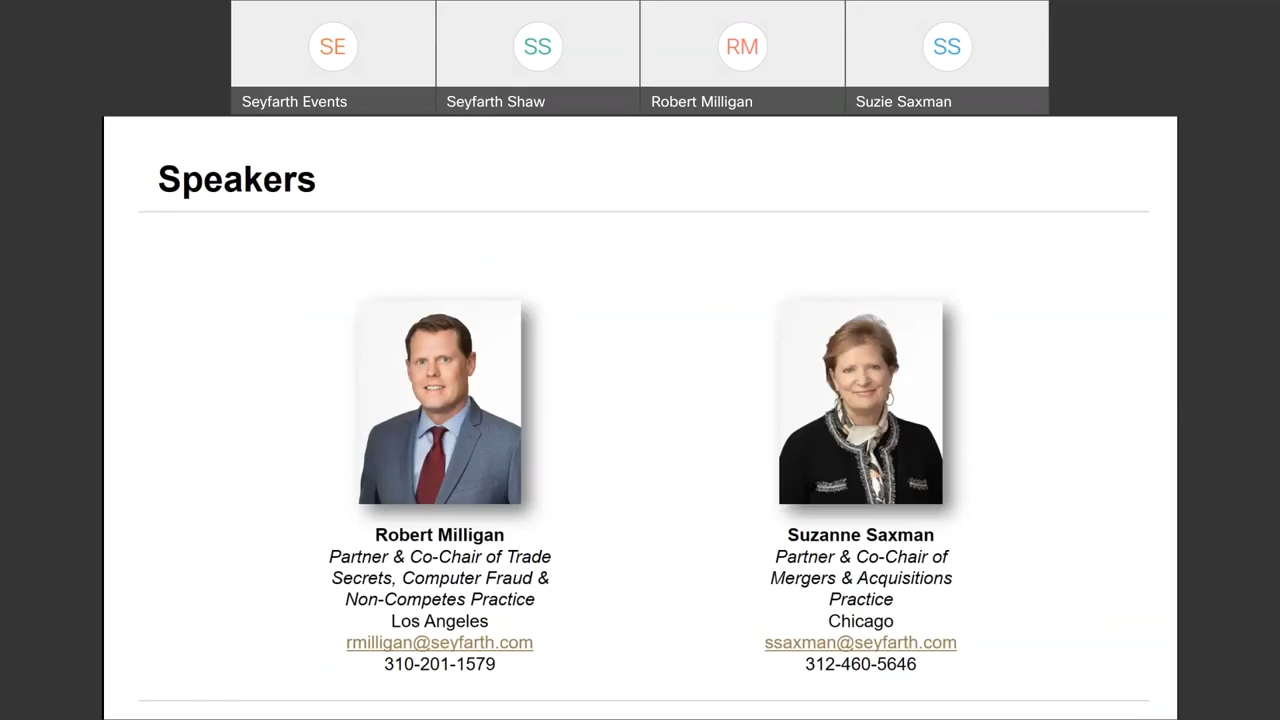 SE
SS
RM
SS
Seyfarth Events
Seyfarth Shaw
Robert Milligan
Suzie Saxman
Speakers
Robert Milligan
Partner & Co-Chair of Trade
Secrets, Computer Fraud &
Non-Competes Practice
Los Angeles
rmilligan@seyfarth.com
310-201-1579
Suzanne Saxman
Partner & Co-Chair of
Mergers & Acquisitions
Practice
Chicago
ssaxman@seyfarth.com
312-460-5646